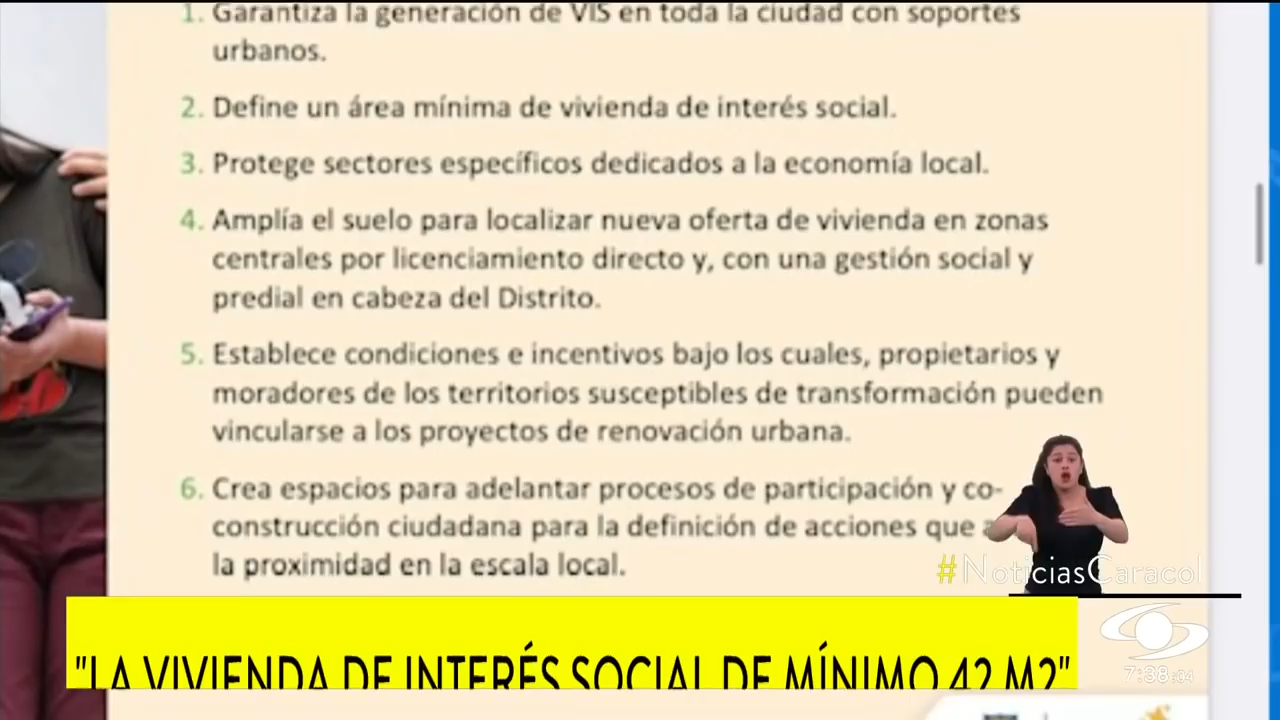 1. Garantiza la generación de VIS en toda la ciudad con soportes
urbanos.
2. Define un área mínima de vivienda de interés social.
3. Protege sectores específicos dedicados a la economía local.
4. Amplía el suelo para localizar nueva oferta de vivienda en zonas
centrales por licenciamiento directo y, con una gestión social y
predial en cabeza del Distrito.
5. Establece condiciones e incentivos bajo los cuales, propietarios y
moradores de los territorios susceptibles de transformación pueden
vincularse a los proyectos de renovación urbana.
6. Crea espacios para adelantar procesos de participación y co-
construcción ciudadana para la definición de acciones que
la proximidad en la escala local.
#NoticiasCaracol
"LA VIVIENDA DE INTERÉS SOCIAL DE MÍNIMO 42 M2"
7:38:04